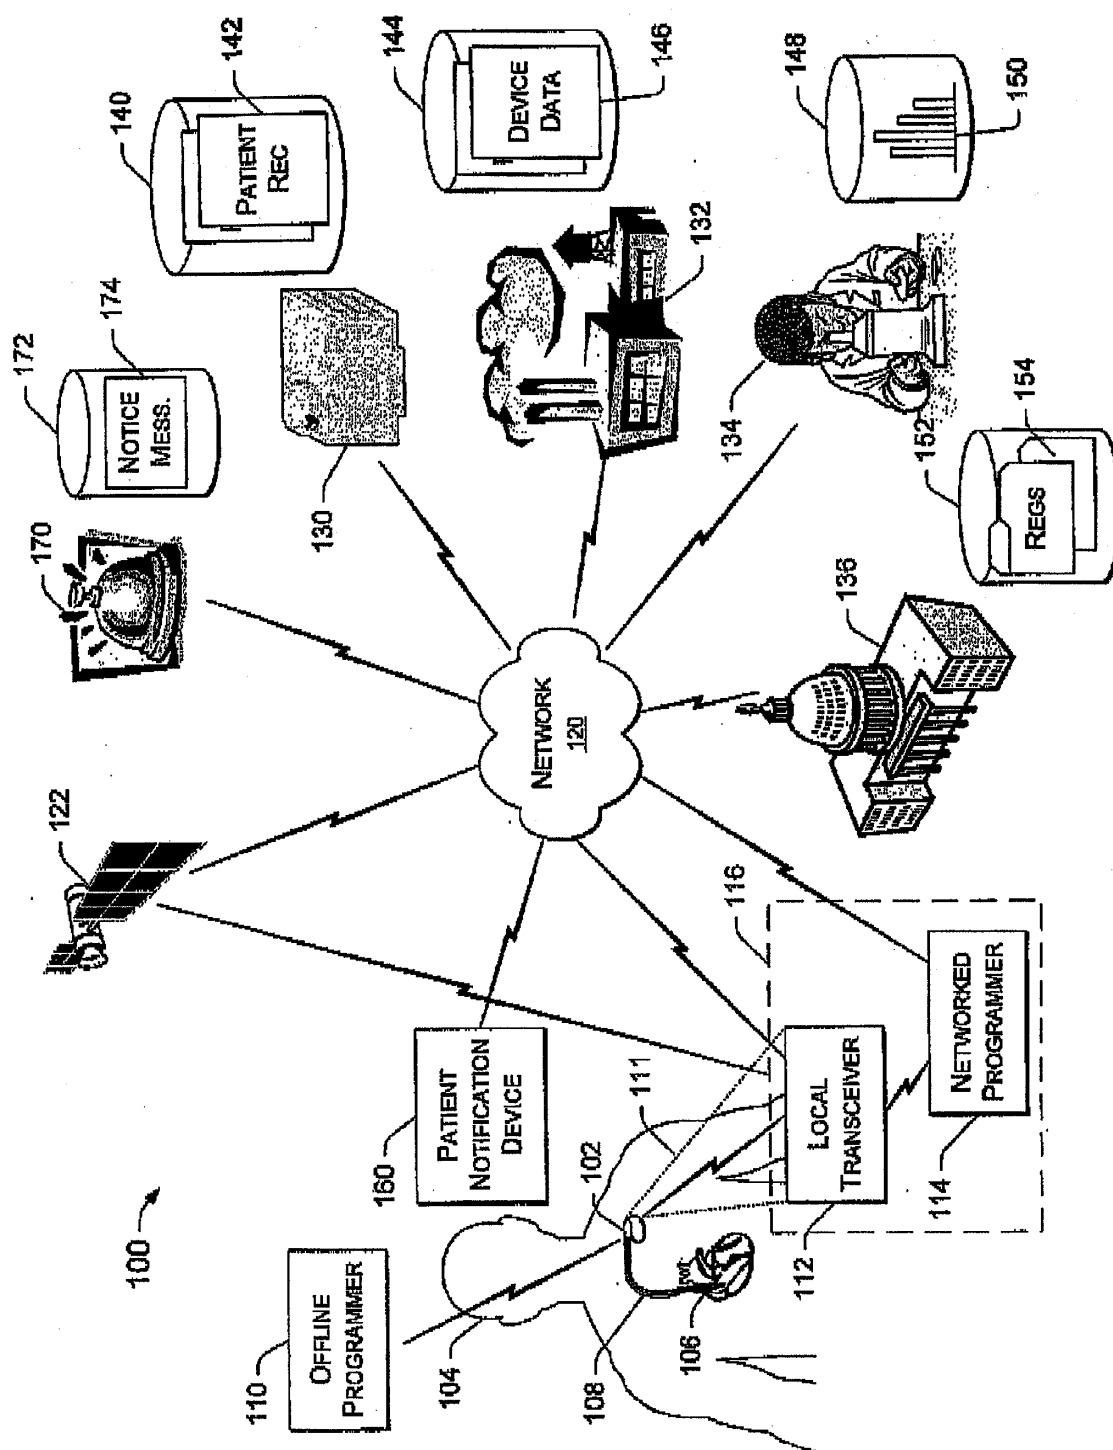 100
110
OFFLINE
PROGRAMMER
104
160
PATIENT
NOTIFICATION
DEVICE
122
170
172
NOTICE
MESS.
174
140
PATIENT
REC
142
130
144
DEVICE
DATA
146
132
134
148
150
152
REGS
154
136
NETWORK
120
102
111
108
106
116
LOCAL
TRANSCEIVER
112
NETWORKED
PROGRAMMER
114